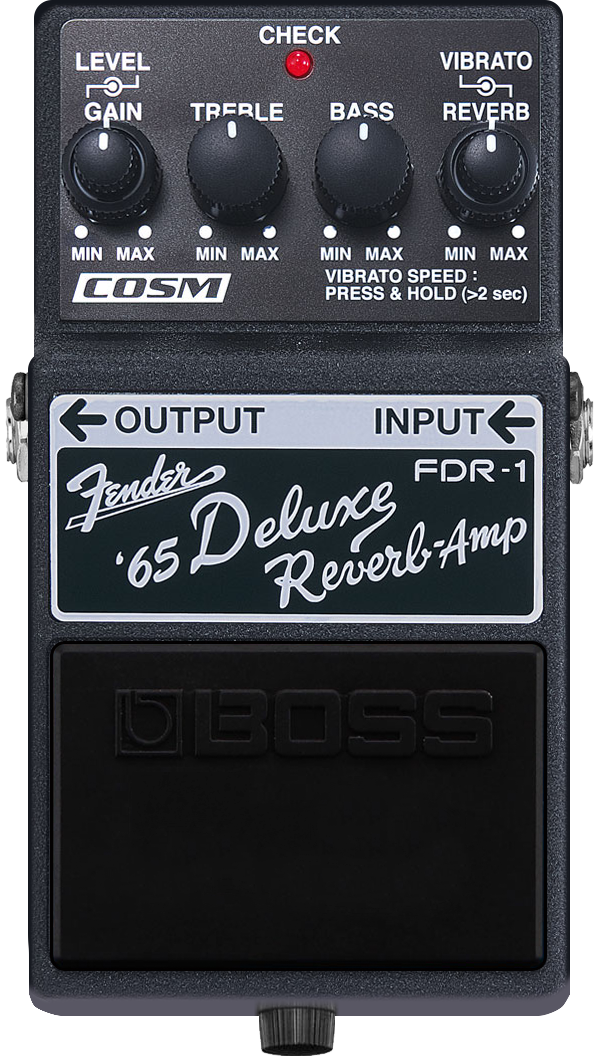 CHECK
LEVEL VIBRATO
GAIN TREBLE BASS REVERB
MIN MAX MIN MAX MIN MAX MIN MAX
COSM VIBRATO SPEED :
PRESS & HOLD (>2 sec)
OUTPUT INPUT
Fender FDR-1
'65 Deluxe
Reverb-Amp
BOSS